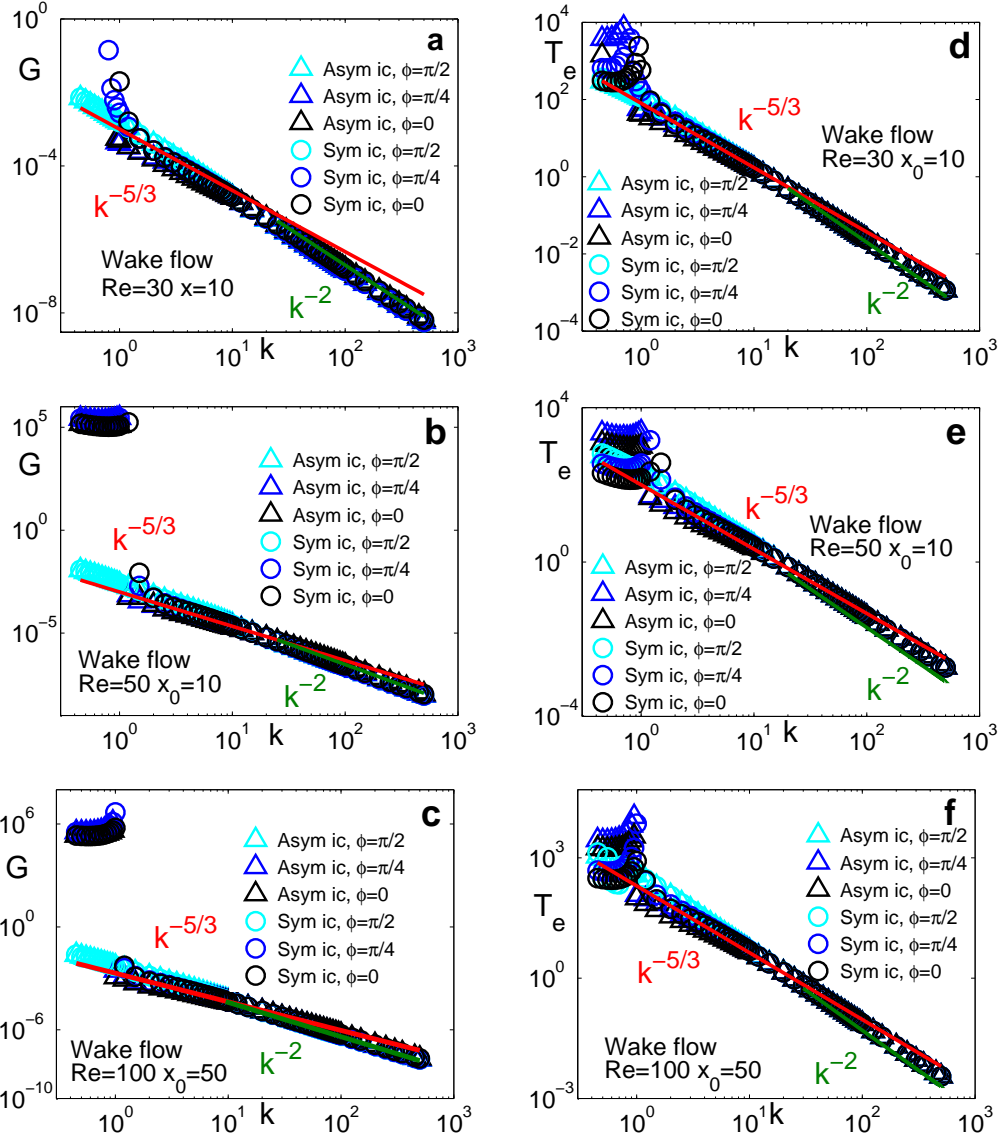 a
G
10^0
10^-4
10^-8
Asym ic, ϕ=π/2
Asym ic, ϕ=π/4
Asym ic, ϕ=0
Sym ic, ϕ=π/2
Sym ic, ϕ=π/4
Sym ic, ϕ=0
k^-5/3
Wake flow
Re=30 x=10
k^-2
10^0 10^1 k 10^2 10^3
d
T_e
10^4
10^2
10^0
10^-2
10^-4
k^-5/3
Wake flow
Re=30 x_0=10
Asym ic, ϕ=π/2
Asym ic, ϕ=π/4
Asym ic, ϕ=0
Sym ic, ϕ=π/2
Sym ic, ϕ=π/4
Sym ic, ϕ=0
k^-2
10^0 10^1 k 10^2 10^3
b
G
10^5
10^0
10^-5
Asym ic, ϕ=π/2
Asym ic, ϕ=π/4
Asym ic, ϕ=0
Sym ic, ϕ=π/2
Sym ic, ϕ=π/4
Sym ic, ϕ=0
k^-5/3
Wake flow
Re=50 x_0=10
k^-2
10^0 10^1 k 10^2 10^3
e
T_e
10^4
10^0
10^-4
k^-5/3
Wake flow
Re=50 x_0=10
Asym ic, ϕ=π/2
Asym ic, ϕ=π/4
Asym ic, ϕ=0
Sym ic, ϕ=π/2
Sym ic, ϕ=π/4
Sym ic, ϕ=0
k^-2
10^0 10^1 k 10^2 10^3
c
G
10^6
10^0
10^-6
10^-10
Asym ic, ϕ=π/2
Asym ic, ϕ=π/4
Asym ic, ϕ=0
Sym ic, ϕ=π/2
Sym ic, ϕ=π/4
Sym ic, ϕ=0
k^-5/3
Wake flow
Re=100 x_0=50
k^-2
10^0 10^1 k 10^2 10^3
f
T_e
10^3
10^0
10^-3
Asym ic, ϕ=π/2
Asym ic, ϕ=π/4
Asym ic, ϕ=0
Sym ic, ϕ=π/2
Sym ic, ϕ=π/4
Sym ic, ϕ=0
k^-5/3
Wake flow
Re=100 x_0=50
k^-2
10^0 10^1 k 10^2 10^3